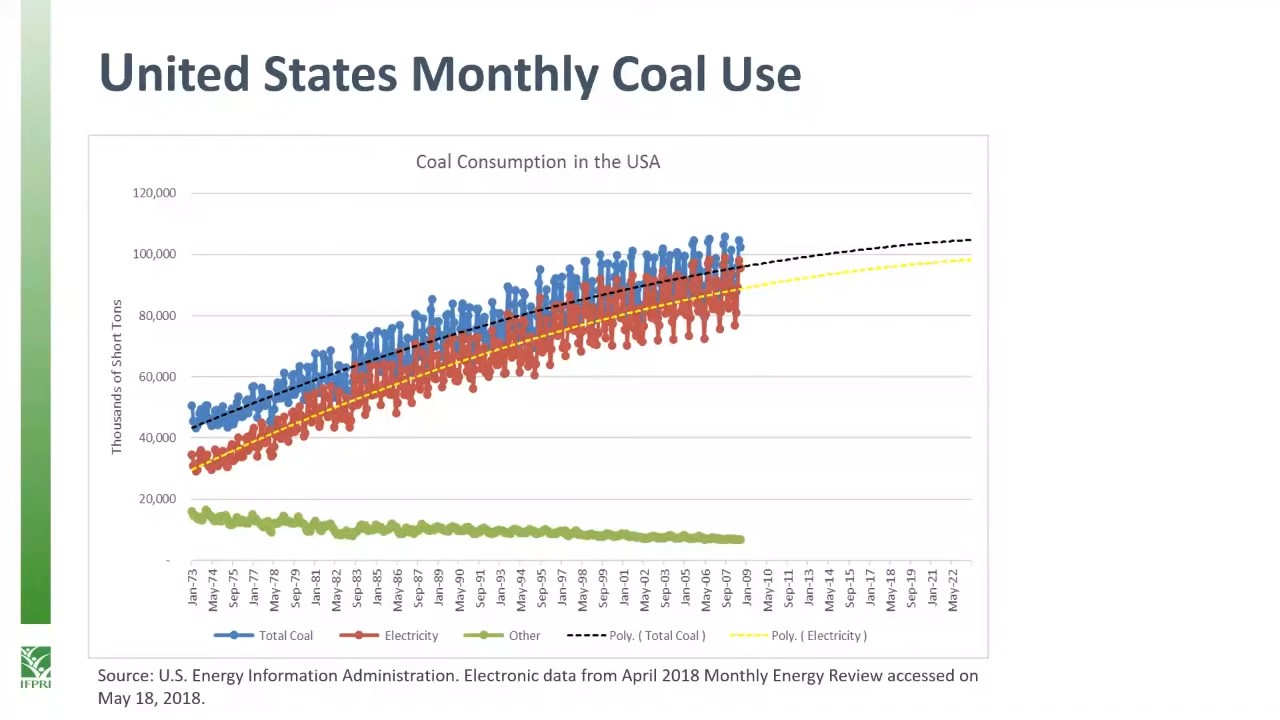 United States Monthly Coal Use
Coal Consumption in the USA
120,000
100,000
80,000
60,000
40,000
20,000
-
Thousands of Short Tons
Jan-73
May-74
Sep-75
Jan-77
May-78
Sep-79
Jan-81
May-82
Sep-83
Jan-85
May-86
Sep-87
Jan-89
May-90
Sep-91
Jan-93
May-94
Sep-95
Jan-97
May-98
Sep-99
Jan-01
May-02
Sep-03
Jan-05
May-06
Sep-07
Jan-09
May-10
Sep-11
Jan-13
May-14
Sep-15
Jan-17
May-18
Sep-19
Jan-21
May-22
Total Coal
Electricity
Other
Poly. ( Total Coal )
Poly. ( Electricity )
Source: U.S. Energy Information Administration. Electronic data from April 2018 Monthly Energy Review accessed on
May 18, 2018.
IFPRI